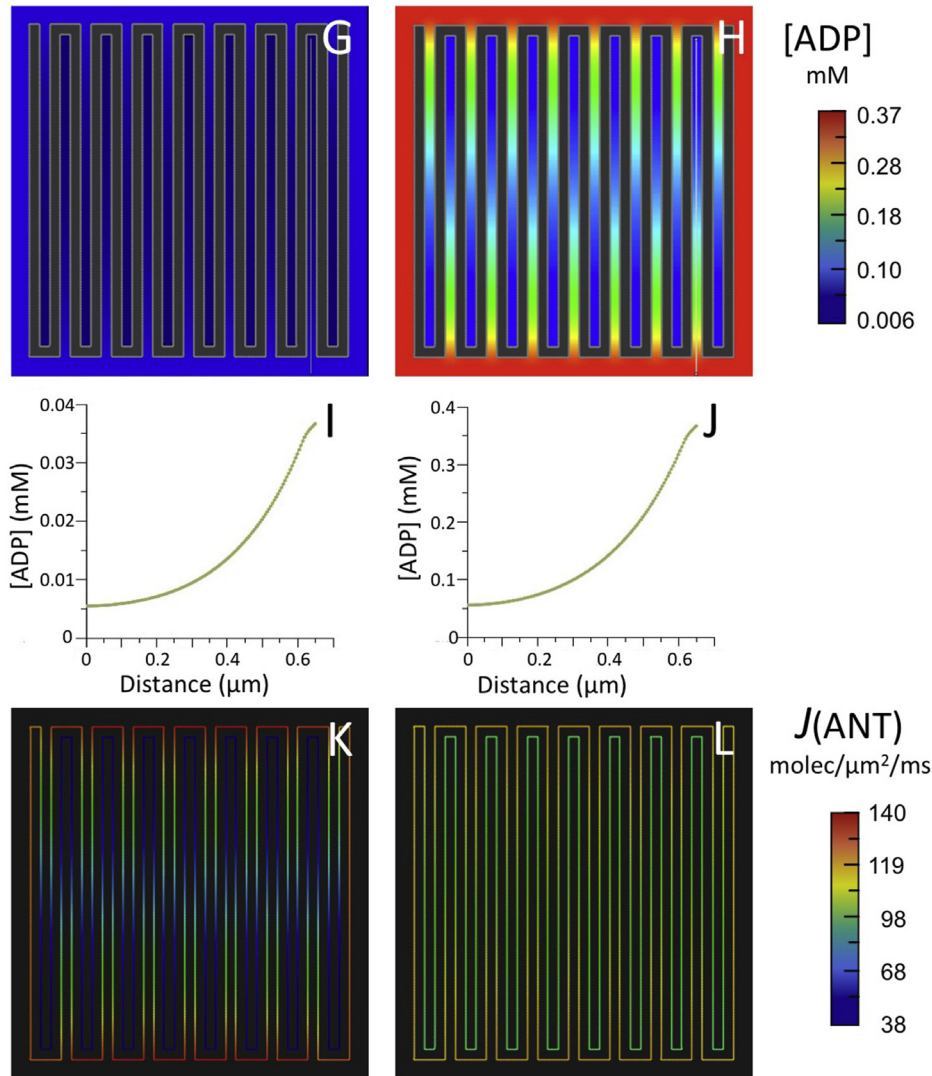 G
H
[ADP]
mM
0.37
0.28
0.18
0.10
0.006
I
0.04
0.03
0.02
0.01
0
[ADP] (mM)
0 0.2 0.4 0.6
Distance (μm)
J
0.4
0.3
0.2
0.1
0
[ADP] (mM)
0 0.2 0.4 0.6
Distance (μm)
K
L
J(ANT)
molec/μm²/ms
140
119
98
68
38